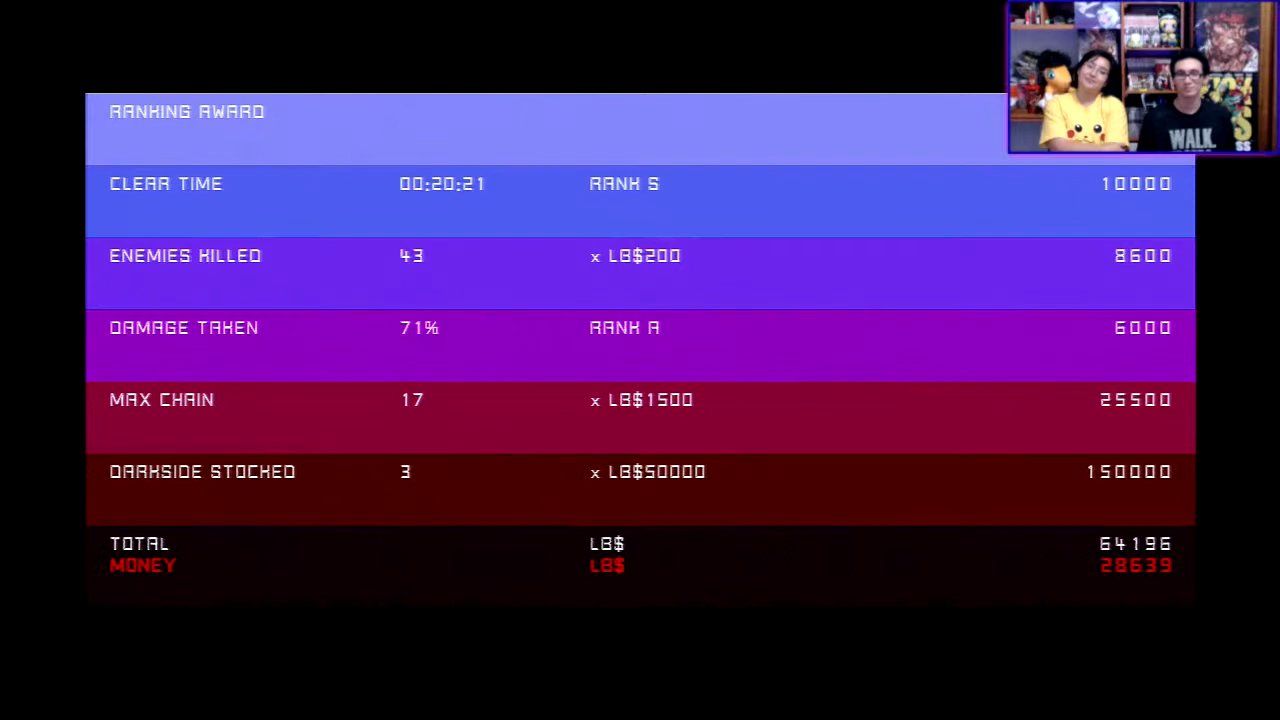 RANKING AWARD
CLEAR TIME 00:20:21 RANK S 10000
ENEMIES KILLED 43 x LB$200 8600
DAMAGE TAKEN 71% RANK A 6000
MAX CHAIN 17 x LB$1500 25500
DARKSIDE STOCKED 3 x LB$50000 150000
TOTAL LB$ 64196
MONEY LB$ 28639
WALK
SS